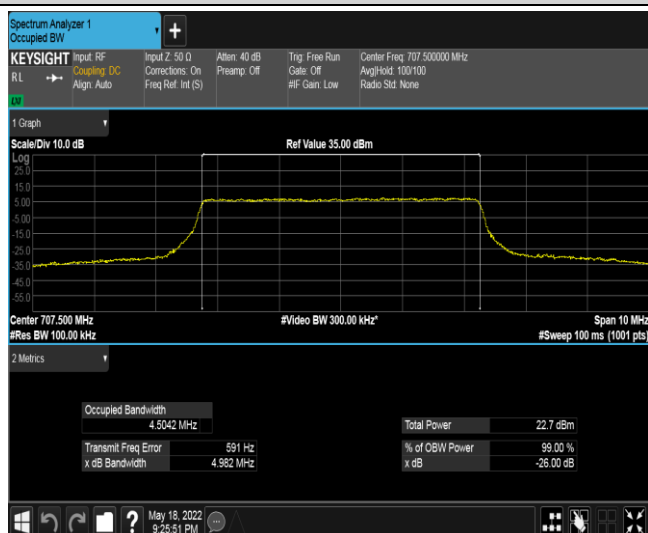 Spectrum Analyzer 1
Occupied BW
+
KEYSIGHT
R L
Input: RF
Coupling: DC
Align: Auto
Input Z: 50 Ω
Corrections: On
Freq Ref: Int (S)
Atten: 40 dB
Preamp: Off
Trig: Free Run
Gate: Off
#IF Gain: Low
Center Freq: 707.500000 MHz
Avg|Hold: 100/100
Radio Std: None
1 Graph
Scale/Div 10.0 dB
Ref Value 35.00 dBm
Log
25.0
15.0
5.00
-5.00
-15.0
-25.0
-35.0
-45.0
-55.0
Center 707.500 MHz
#Video BW 300.00 kHz*
Span 10 MHz
#Res BW 100.00 kHz
#Sweep 100 ms (1001 pts)
2 Metrics
Occupied Bandwidth
4.5042 MHz
Total Power 22.7 dBm
Transmit Freq Error 591 Hz
% of OBW Power 99.00 %
x dB Bandwidth 4.982 MHz
x dB -26.00 dB
?
May 18, 2022
9:25:51 PM